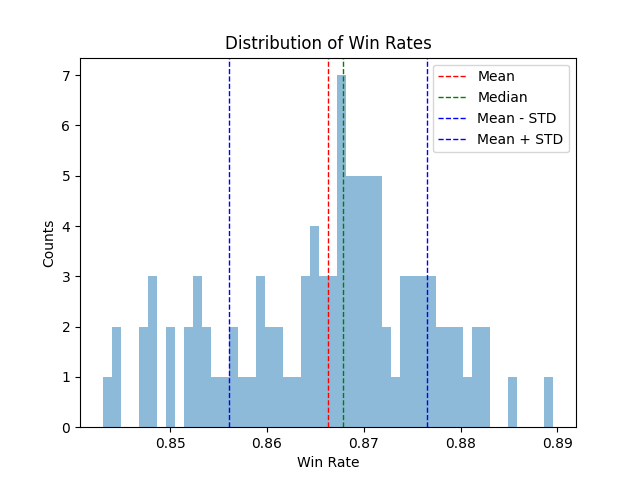 Distribution of Win Rates
Mean
Median
Mean - STD
Mean + STD
7
6
5
4
3
2
1
0
Counts
0.85 0.86 0.87 0.88 0.89
Win Rate